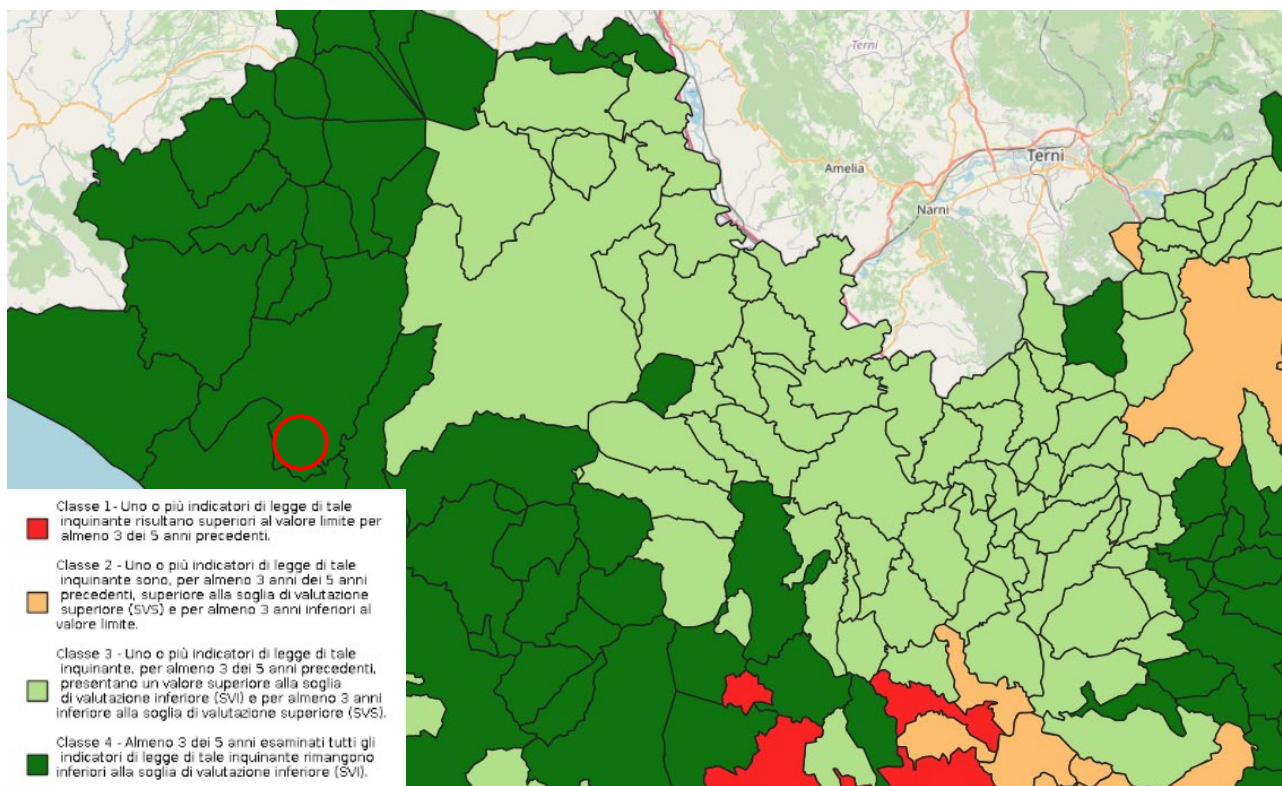 Terni
Amelia
Terni
Narni
Classe 1 - Uno o più indicatori di legge di tale
inquinante risultano superiori al valore limite per
almeno 3 dei 5 anni precedenti.
Classe 2 - Uno o più indicatori di legge di tale
inquinante sono, per almeno 3 anni dei 5 anni
precedenti, superiore alla soglia di valutazione
superiore (SVS) e per almeno 3 anni inferiori al
valore limite.
Classe 3 - Uno o più indicatori di legge di tale
inquinante, per almeno 3 dei 5 anni precedenti,
presentano un valore superiore alla soglia
di valutazione inferiore (SVI) e per almeno 3 anni
inferiore alla soglia di valutazione superiore (SVS).
Classe 4 - Almeno 3 dei 5 anni esaminati tutti gli
indicatori di legge di tale inquinante rimangono
inferiori alla soglia di valutazione inferiore (SVI).